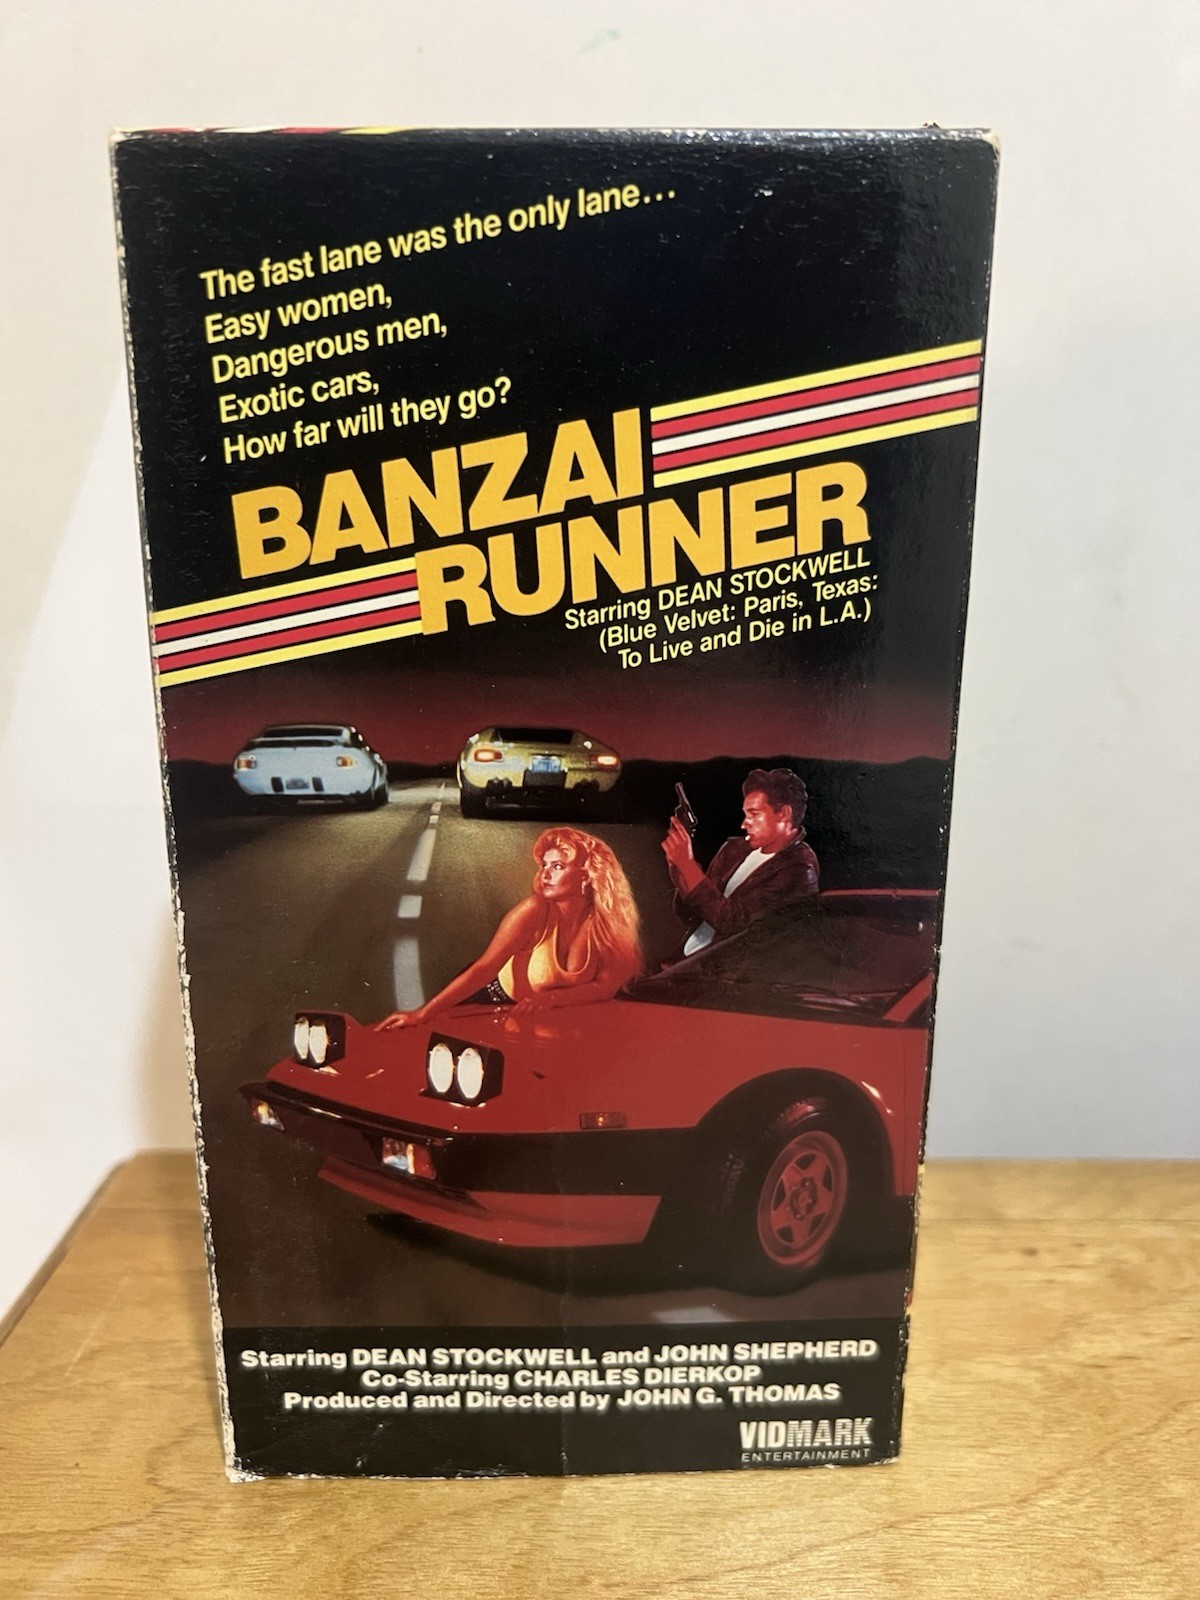 The fast lane was the only lane...
Easy women,
Dangerous men,
Exotic cars,
How far will they go?
BANZAI
RUNNER
Starring DEAN STOCKWELL
(Blue Velvet: Paris, Texas:
To Live and Die in L.A.)
Starring DEAN STOCKWELL and JOHN SHEPHERD
Co-Starring CHARLES DIERKOP
Produced and Directed by JOHN G. THOMAS
VIDMARK
ENTERTAINMENT